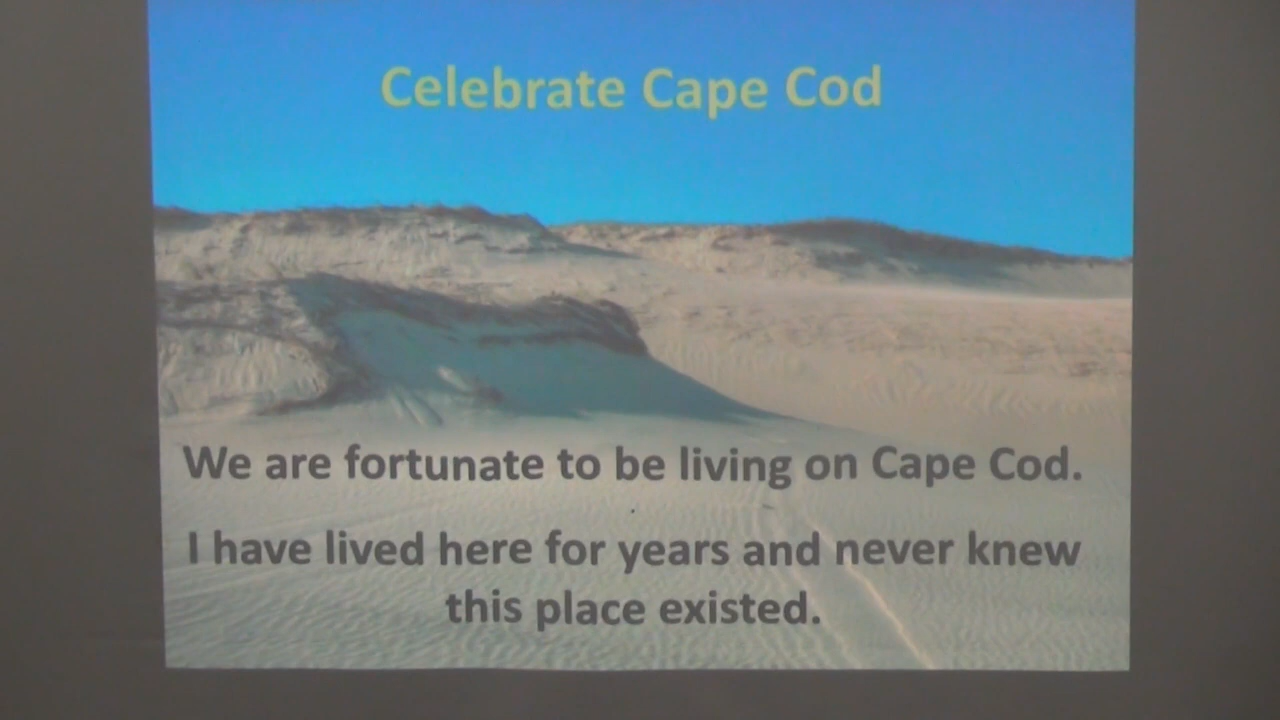 Celebrate Cape Cod
We are fortunate to be living on Cape Cod.
I have lived here for years and never knew
this place existed.